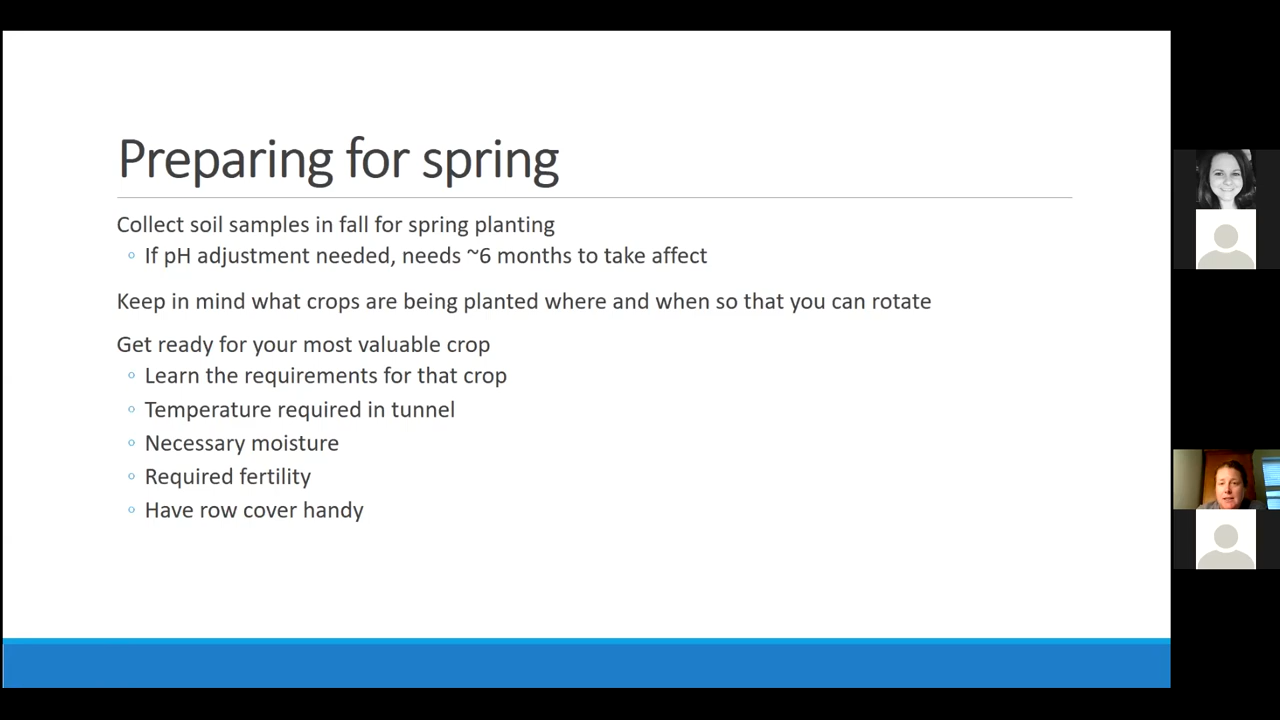 Preparing for spring
Collect soil samples in fall for spring planting
If pH adjustment needed, needs ~6 months to take affect
Keep in mind what crops are being planted where and when so that you can rotate
Get ready for your most valuable crop
Learn the requirements for that crop
Temperature required in tunnel
Necessary moisture
Required fertility
Have row cover handy